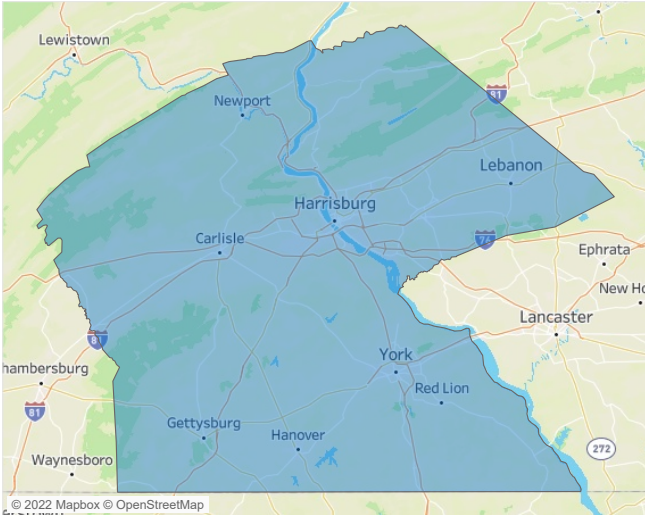 Lewistown
Newport
81
Lebanon
Harrisburg
Carlisle
76
Ephrata
New Ho
Lancaster
81
York
hambersburg
Red Lion
81
Gettysburg
Hanover
272
Waynesboro
© 2022 Mapbox © OpenStreetMap